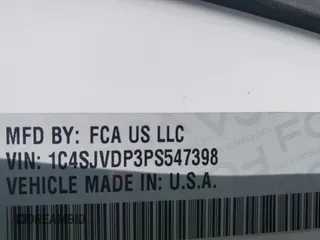 MFD BY: FCA US LLC
VIN: 1C4SJVDP3PS547398
VEHICLE MADE IN: U.S.A.